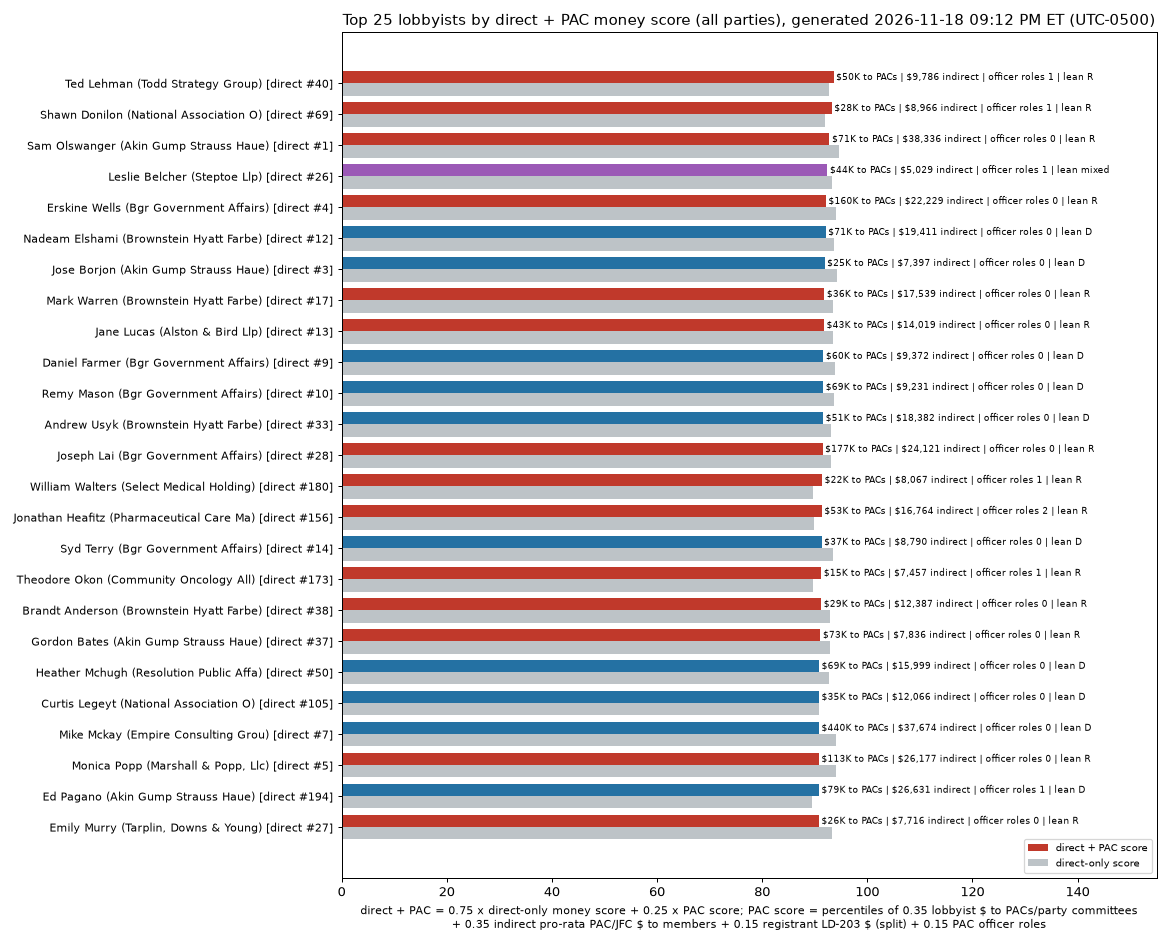 Top 25 lobbyists by direct + PAC money score (all parties), generated 2026-11-18 09:12 PM ET (UTC-0500)
Ted Lehman (Todd Strategy Group) [direct #40] $50K to PACs | $9,786 indirect | officer roles 1 | lean R
Shawn Donilon (National Association O) [direct #69] $28K to PACs | $8,966 indirect | officer roles 1 | lean R
Sam Olswanger (Akin Gump Strauss Haue) [direct #1] $71K to PACs | $38,336 indirect | officer roles 0 | lean R
Leslie Belcher (Steptoe Llp) [direct #26] $44K to PACs | $5,029 indirect | officer roles 1 | lean mixed
Erskine Wells (Bgr Government Affairs) [direct #4] $160K to PACs | $22,229 indirect | officer roles 0 | lean R
Nadeam Elshami (Brownstein Hyatt Farbe) [direct #12] $71K to PACs | $19,411 indirect | officer roles 0 | lean D
Jose Borjon (Akin Gump Strauss Haue) [direct #3] $25K to PACs | $7,397 indirect | officer roles 0 | lean D
Mark Warren (Brownstein Hyatt Farbe) [direct #17] $36K to PACs | $17,539 indirect | officer roles 0 | lean R
Jane Lucas (Alston & Bird Llp) [direct #13] $43K to PACs | $14,019 indirect | officer roles 0 | lean R
Daniel Farmer (Bgr Government Affairs) [direct #9] $60K to PACs | $9,372 indirect | officer roles 0 | lean D
Remy Mason (Bgr Government Affairs) [direct #10] $69K to PACs | $9,231 indirect | officer roles 0 | lean D
Andrew Usyk (Brownstein Hyatt Farbe) [direct #33] $51K to PACs | $18,382 indirect | officer roles 0 | lean D
Joseph Lai (Bgr Government Affairs) [direct #28] $177K to PACs | $24,121 indirect | officer roles 0 | lean R
William Walters (Select Medical Holding) [direct #180] $22K to PACs | $8,067 indirect | officer roles 1 | lean R
Jonathan Heafitz (Pharmaceutical Care Ma) [direct #156] $53K to PACs | $16,764 indirect | officer roles 2 | lean R
Syd Terry (Bgr Government Affairs) [direct #14] $37K to PACs | $8,790 indirect | officer roles 0 | lean D
Theodore Okon (Community Oncology All) [direct #173] $15K to PACs | $7,457 indirect | officer roles 1 | lean R
Brandt Anderson (Brownstein Hyatt Farbe) [direct #38] $29K to PACs | $12,387 indirect | officer roles 0 | lean R
Gordon Bates (Akin Gump Strauss Haue) [direct #37] $73K to PACs | $7,836 indirect | officer roles 0 | lean R
Heather Mchugh (Resolution Public Affa) [direct #50] $69K to PACs | $15,999 indirect | officer roles 0 | lean D
Curtis Legeyt (National Association O) [direct #105] $35K to PACs | $12,066 indirect | officer roles 0 | lean D
Mike Mckay (Empire Consulting Grou) [direct #7] $440K to PACs | $37,674 indirect | officer roles 0 | lean D
Monica Popp (Marshall & Popp, Llc) [direct #5] $113K to PACs | $26,177 indirect | officer roles 0 | lean R
Ed Pagano (Akin Gump Strauss Haue) [direct #194] $79K to PACs | $26,631 indirect | officer roles 1 | lean D
Emily Murry (Tarplin, Downs & Young) [direct #27] $26K to PACs | $7,716 indirect | officer roles 0 | lean R
direct + PAC score
direct-only score
0 20 40 60 80 100 120 140
direct + PAC = 0.75 x direct-only money score + 0.25 x PAC score; PAC score = percentiles of 0.35 lobbyist $ to PACs/party committees
+ 0.35 indirect pro-rata PAC/JFC $ to members + 0.15 registrant LD-203 $ (split) + 0.15 PAC officer roles